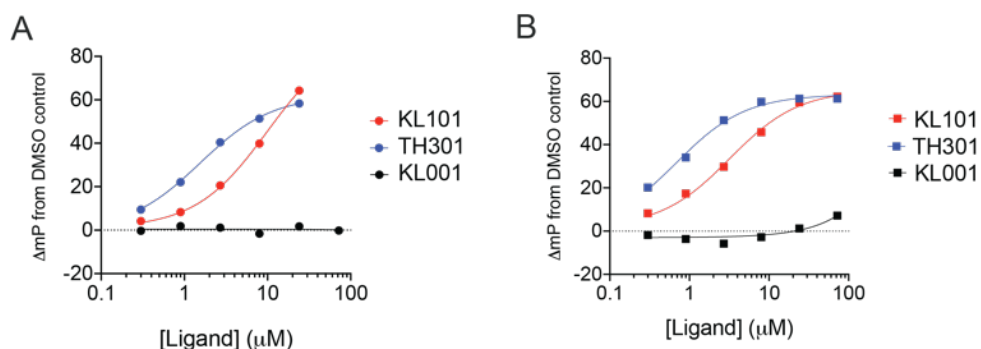 A
ΔmP from DMSO control
80
60
40
20
0
-20
0.1
1
10
100
[Ligand] (μM)
KL101
TH301
KL001
B
ΔmP from DMSO control
80
60
40
20
0
-20
0.1
1
10
100
[Ligand] (μM)
KL101
TH301
KL001